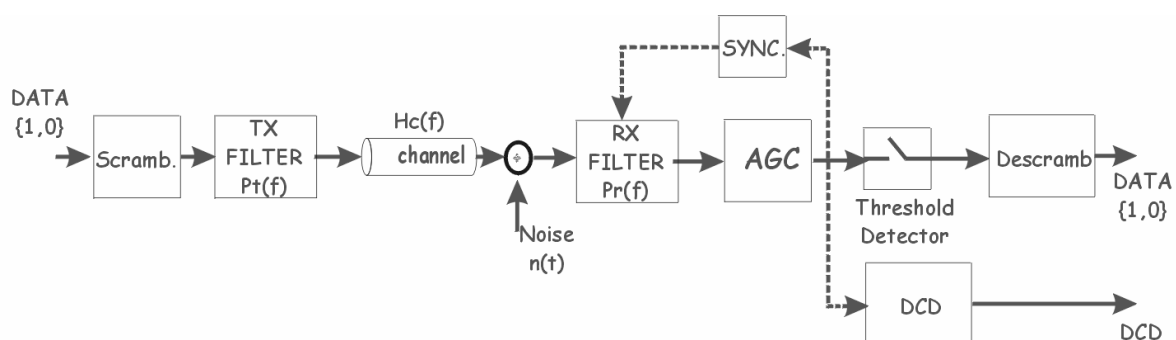 SYNC.
DATA
{1,0}
Scramb.
TX
FILTER
Pt(f)
Hc(f)
channel
+
Noise
n(t)
RX
FILTER
Pr(f)
AGC
Threshold
Detector
Descramb
DATA
{1,0}
DCD
DCD